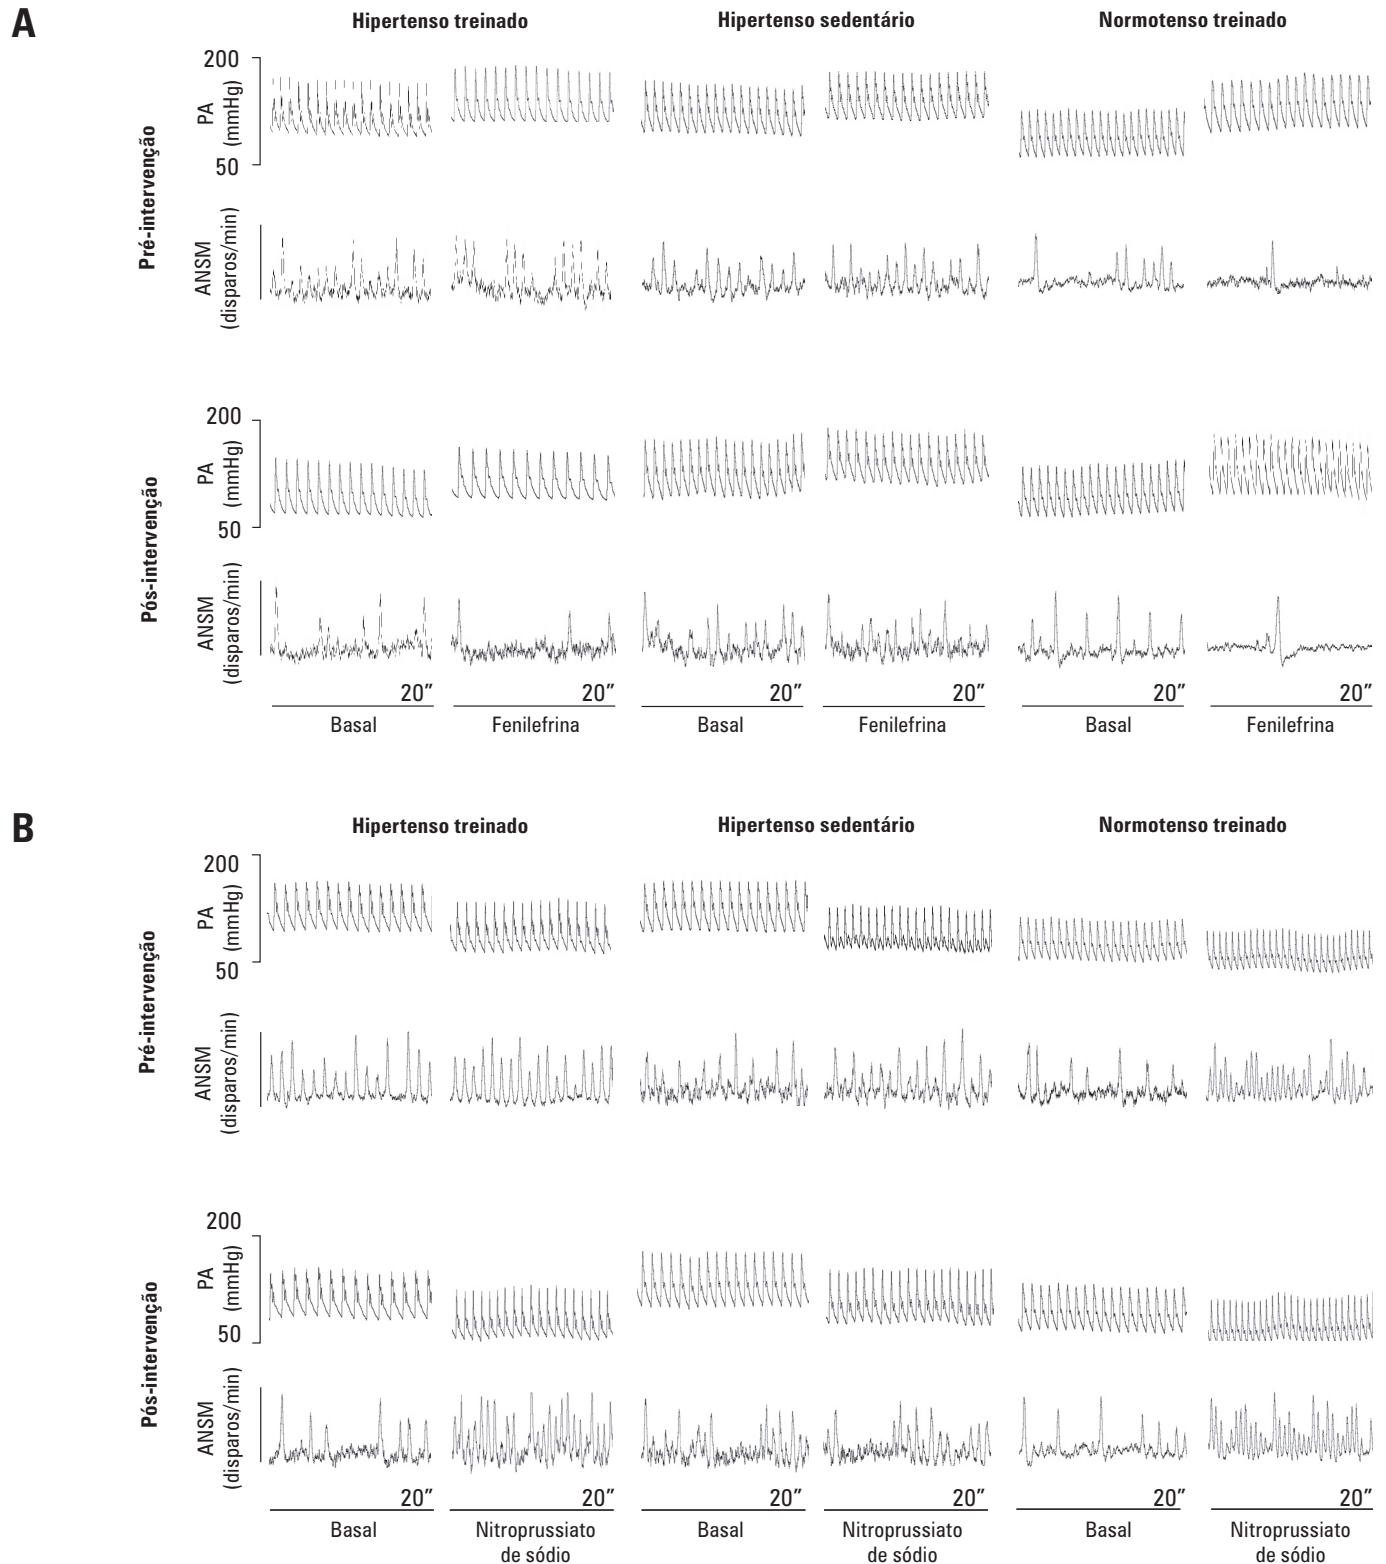 A
Hipertenso treinado
Hipertenso sedentário
Normotenso treinado
Pré-intervenção
PA
(mmHg)
200
50
ANSM
(disparos/min)
Pós-intervenção
PA
(mmHg)
200
50
ANSM
(disparos/min)
20″
20″
20″
20″
20″
20″
Basal
Fenilefrina
Basal
Fenilefrina
Basal
Fenilefrina
B
Hipertenso treinado
Hipertenso sedentário
Normotenso treinado
Pré-intervenção
PA
(mmHg)
200
50
ANSM
(disparos/min)
Pós-intervenção
PA
(mmHg)
200
50
ANSM
(disparos/min)
20″
20″
20″
20″
20″
20″
Basal
Nitroprussiato
de sódio
Basal
Nitroprussiato
de sódio
Basal
Nitroprussiato
de sódio